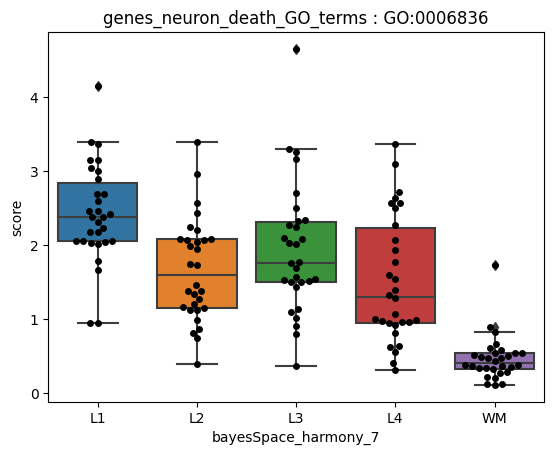 genes_neuron_death_GO_terms : GO:0006836
4
3
2
1
0
score
L1 L2 L3 L4 WM
bayesSpace_harmony_7